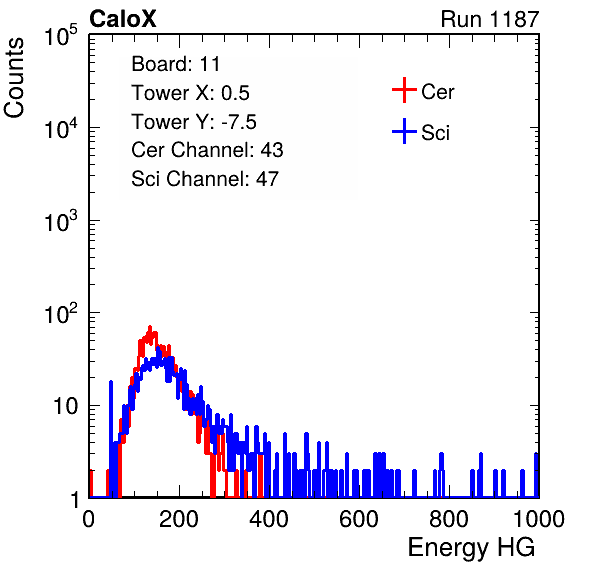 CaloX Run 1187
Counts
Board: 11
Tower X: 0.5
Tower Y: -7.5
Cer Channel: 43
Sci Channel: 47
Cer
Sci
10^5
10^4
10^3
10^2
10
1
0 200 400 600 800 1000
Energy HG